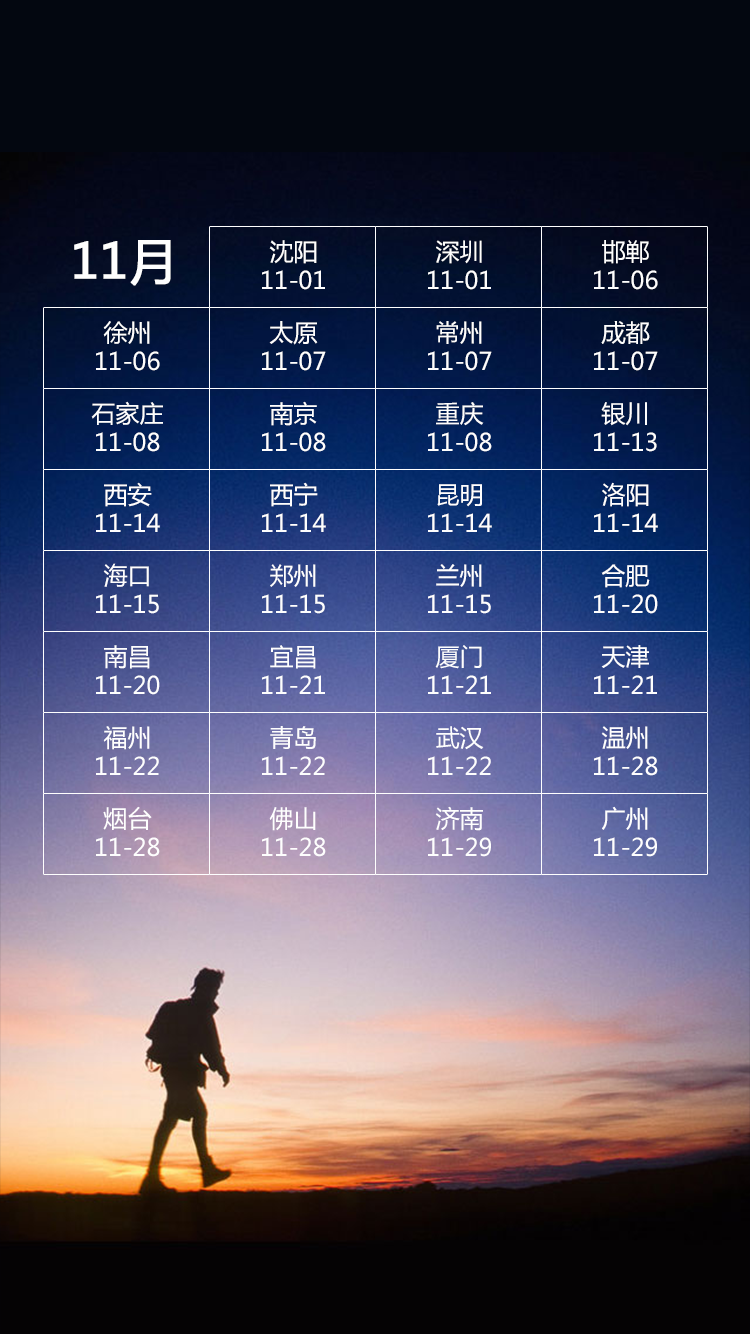 11月
沈阳
11-01
深圳
11-01
邯郸
11-06
徐州
11-06
太原
11-07
常州
11-07
成都
11-07
石家庄
11-08
南京
11-08
重庆
11-08
银川
11-13
西安
11-14
西宁
11-14
昆明
11-14
洛阳
11-14
海口
11-15
郑州
11-15
兰州
11-15
合肥
11-20
南昌
11-20
宜昌
11-21
厦门
11-21
天津
11-21
福州
11-22
青岛
11-22
武汉
11-22
温州
11-28
烟台
11-28
佛山
11-28
济南
11-29
广州
11-29